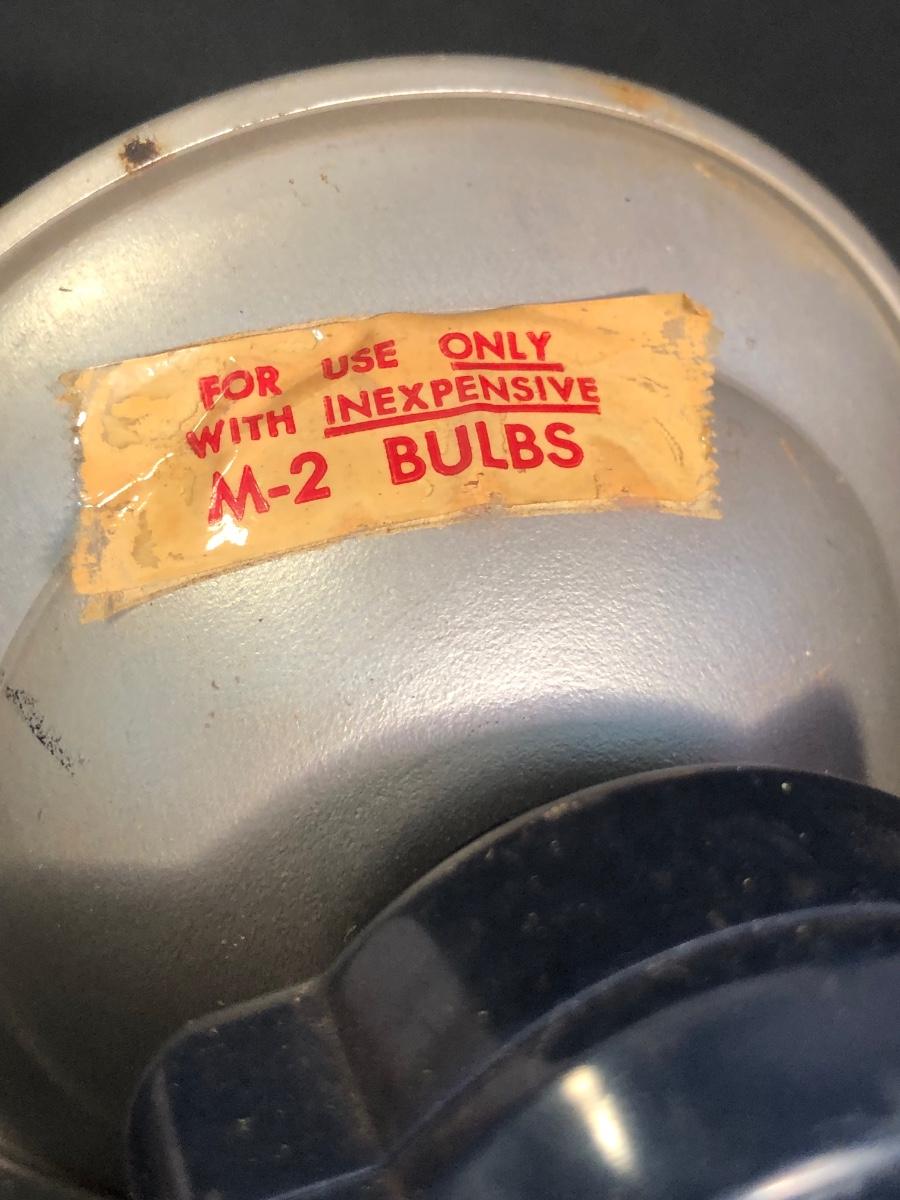 FOR USE ONLY
WITH INEXPENSIVE
M-2 BULBS